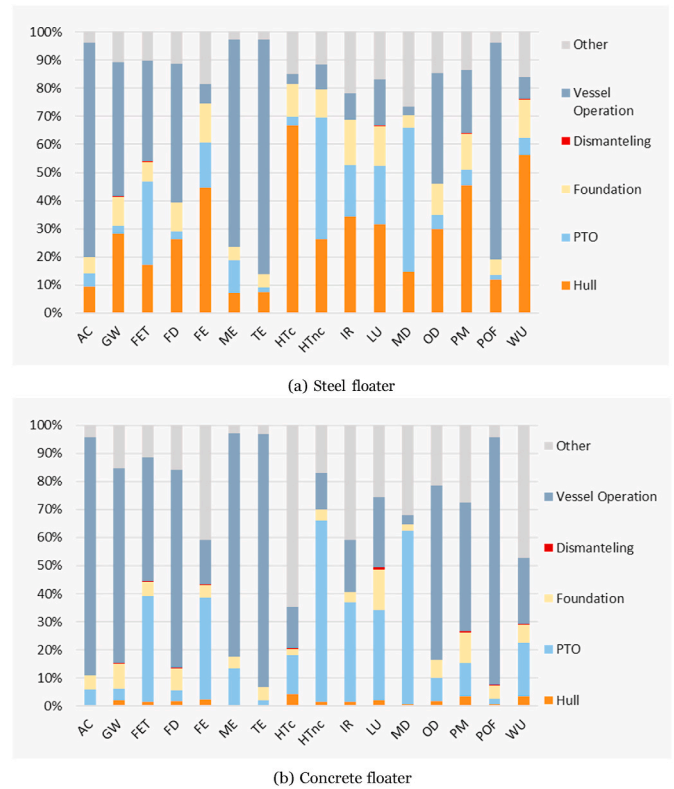 100%
90%
80%
70%
60%
50%
40%
30%
20%
10%
0%
AC GW FET FD FE ME TE HTc HTnc IR LU MD OD PM POF WU
Other
Vessel
Operation
Dismanteling
Foundation
PTO
Hull
(a) Steel floater
100%
90%
80%
70%
60%
50%
40%
30%
20%
10%
0%
AC GW FET FD FE ME TE HTc HTnc IR LU MD OD PM POF WU
Other
Vessel Operation
Dismanteling
Foundation
PTO
Hull
(b) Concrete floater